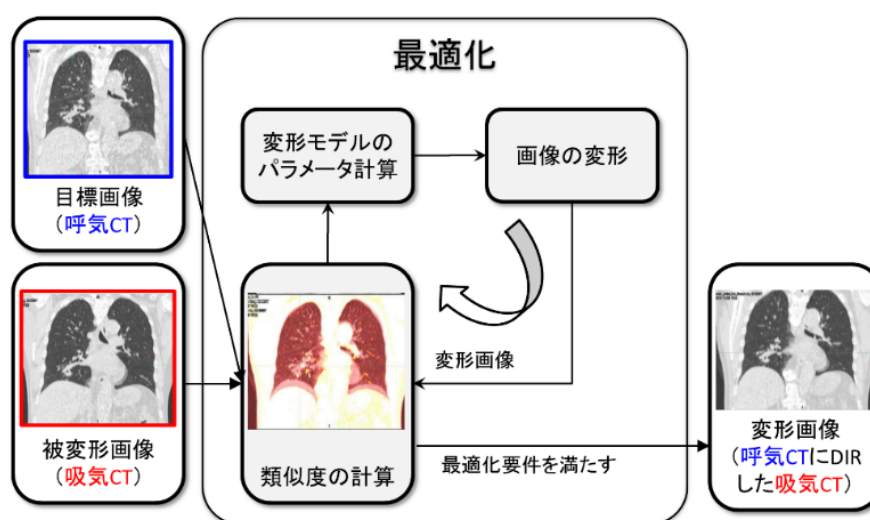 最適化
目標画像
(呼気CT)
被変形画像
(吸気CT)
変形モデルの
パラメータ計算
画像の変形
変形画像
類似度の計算
最適化要件を満たす
変形画像
(呼気CTにDIR
した吸気CT)